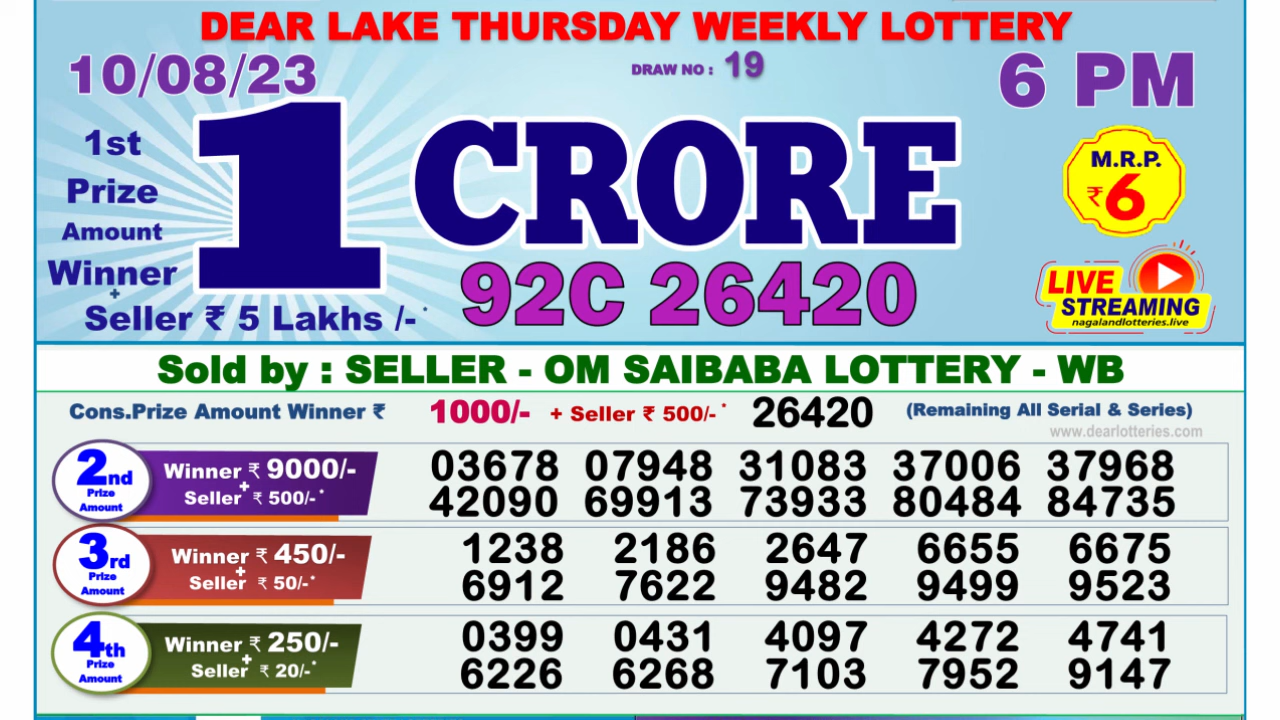 DEAR LAKE THURSDAY WEEKLY LOTTERY
10/08/23
DRAW NO : 19
6 PM
1st
Prize
Amount
Winner
+
Seller ₹ 5 Lakhs /- *
1 CRORE
92C 26420
M.R.P.
₹6
LIVE
STREAMING
nagalandlotteries.live
Sold by : SELLER - OM SAIBABA LOTTERY - WB
Cons.Prize Amount Winner ₹ 1000/- + Seller ₹ 500/- * 26420 (Remaining All Serial & Series)
www.dearlotteries.com
2nd
Prize
Amount
Winner ₹ 9000/-
+
Seller ₹ 500/- *
03678 07948 31083 37006 37968
42090 69913 73933 80484 84735
3rd
Prize
Amount
Winner ₹ 450/-
+
Seller ₹ 50/- *
1238 2186 2647 6655 6675
6912 7622 9482 9499 9523
4th
Prize
Amount
Winner ₹ 250/-
+
Seller ₹ 20/- *
0399 0431 4097 4272 4741
6226 6268 7103 7952 9147